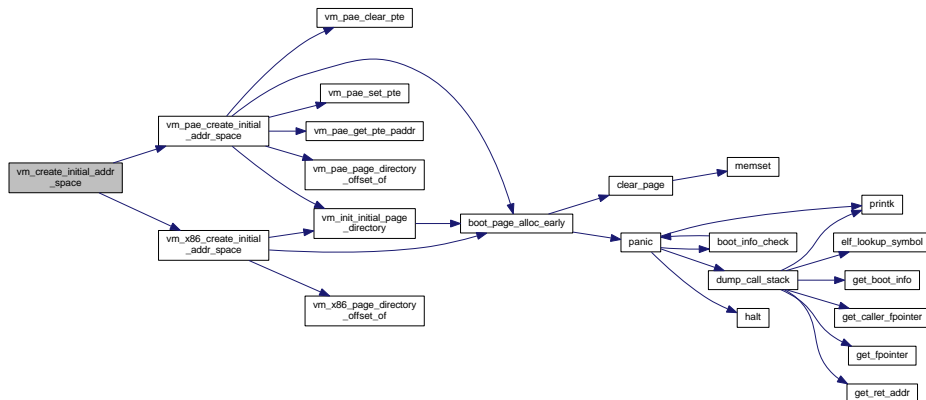 vm_create_initial_addr
_space
vm_pae_create_initial
_addr_space
vm_x86_create_initial
_addr_space
vm_pae_clear_pte
vm_pae_set_pte
vm_pae_get_pte_paddr
vm_pae_page_directory
_offset_of
vm_init_initial_page
_directory
vm_x86_page_directory
_offset_of
boot_page_alloc_early
clear_page
panic
memset
boot_info_check
dump_call_stack
halt
printk
elf_lookup_symbol
get_boot_info
get_caller_fpointer
get_fpointer
get_ret_addr